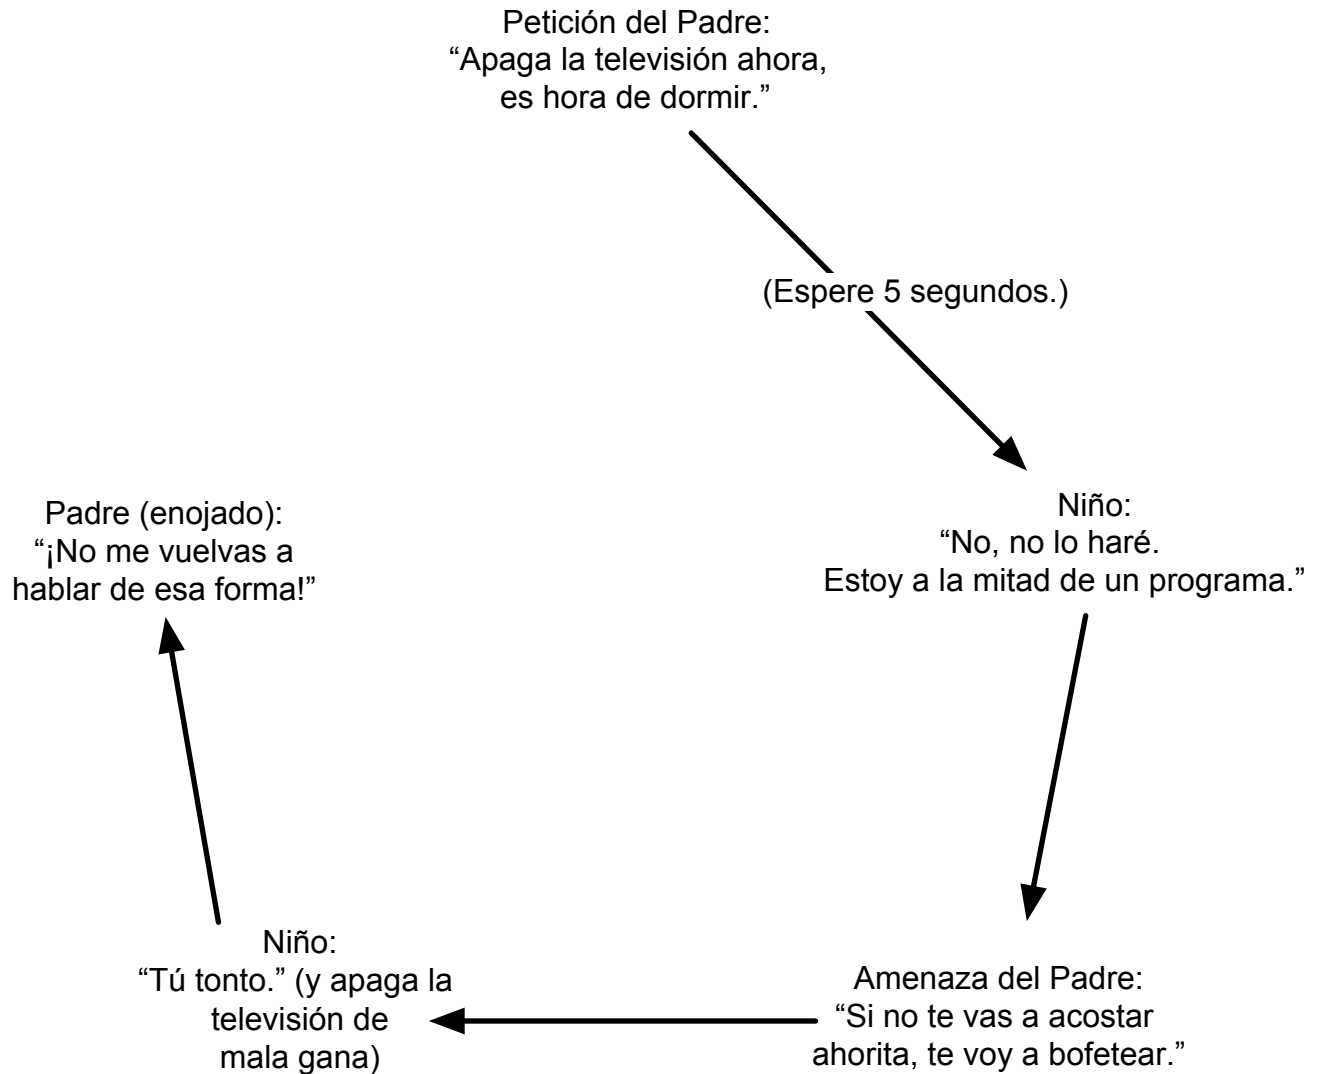 Petición del Padre:
“Apaga la televisión ahora,
es hora de dormir.”
(Espere 5 segundos.)
Niño:
“No, no lo haré.
Estoy a la mitad de un programa.”
Amenaza del Padre:
“Si no te vas a acostar
ahorita, te voy a bofetear.”
Niño:
“Tú tonto.” (y apaga la
televisión de
mala gana)
Padre (enojado):
“¡No me vuelvas a
hablar de esa forma!”